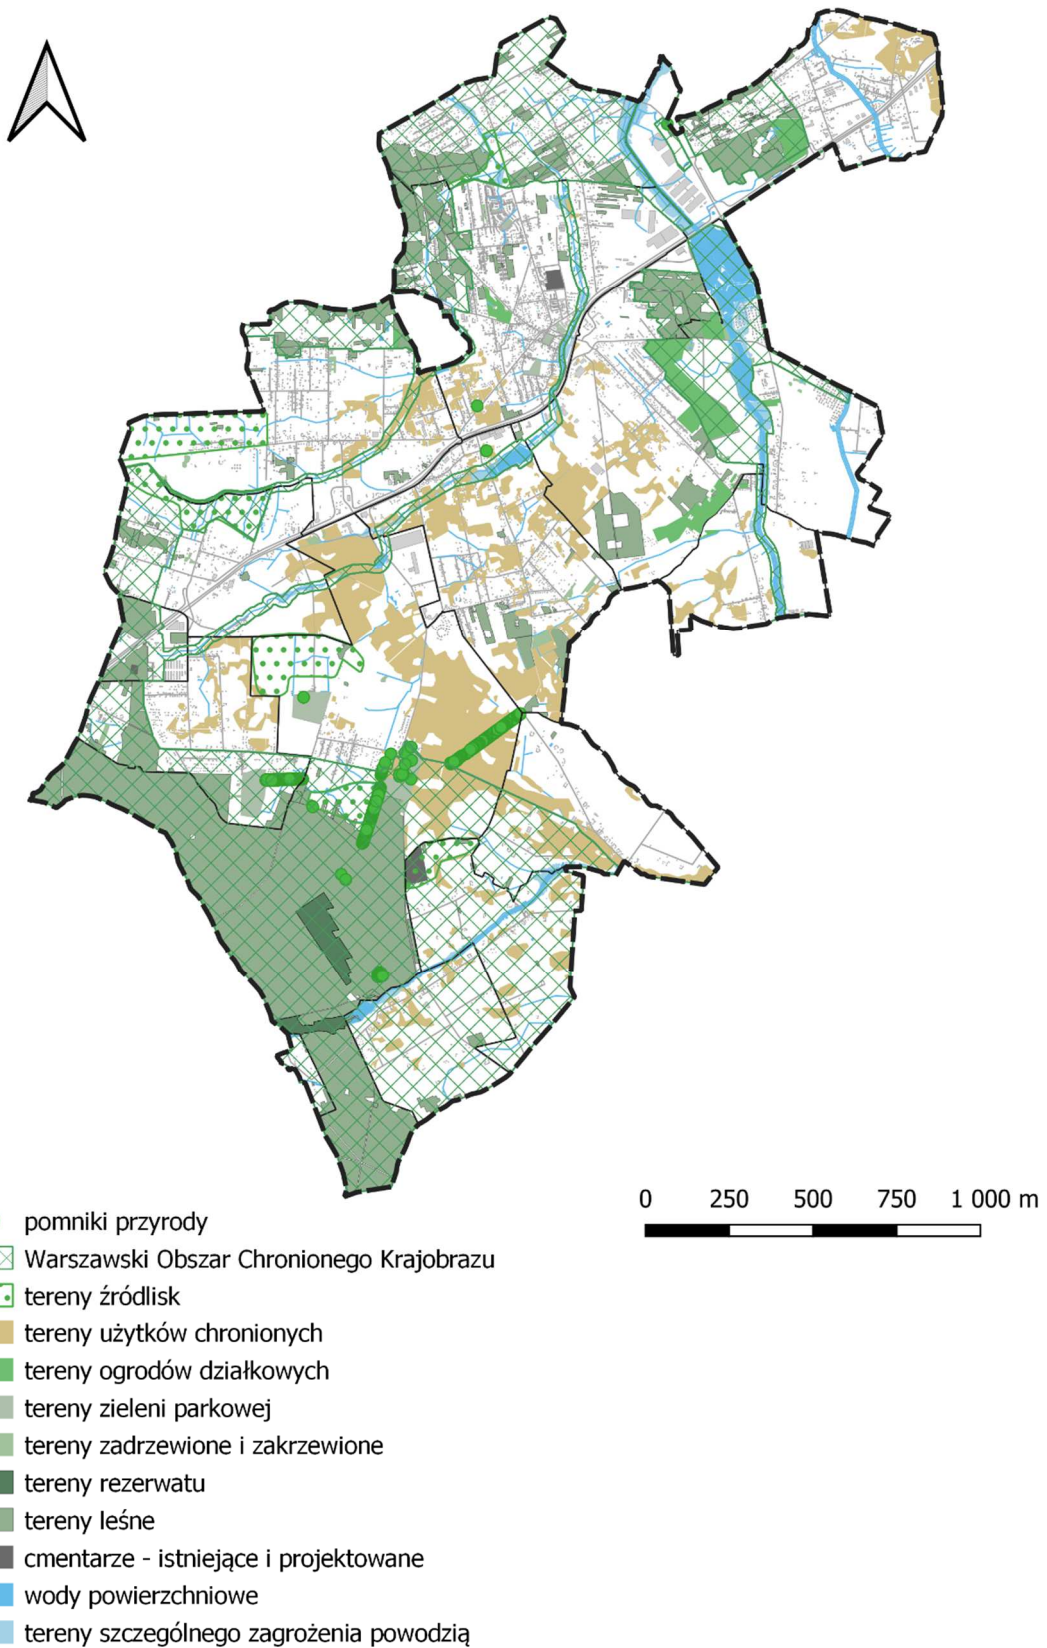 0 250 500 750 1 000 m
pomniki przyrody
Warszawski Obszar Chronionego Krajobrazu
tereny źródlisk
tereny użytków chronionych
tereny ogrodów działkowych
tereny zieleni parkowej
tereny zadrzewione i zakrzewione
tereny rezerwatu
tereny leśne
cmentarze - istniejące i projektowane
wody powierzchniowe
tereny szczególnego zagrożenia powodzią